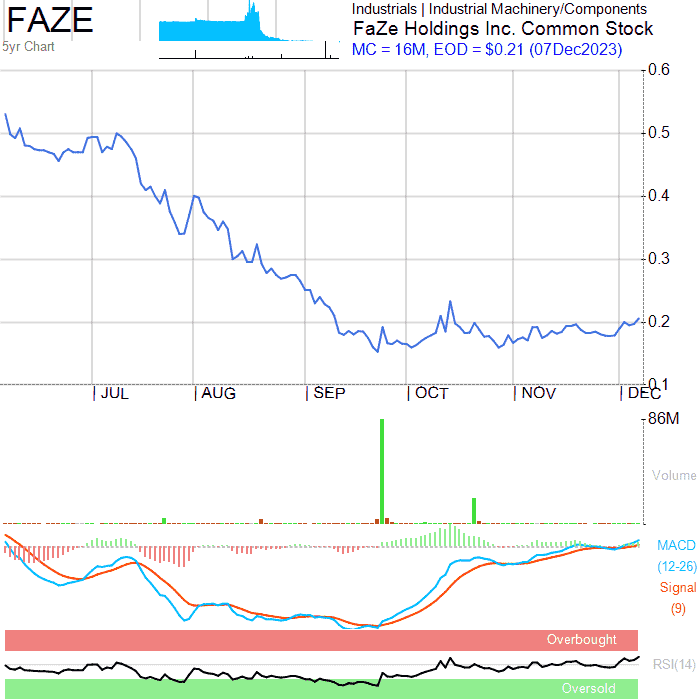 FAZE
5yr Chart
Industrials | Industrial Machinery/Components
FaZe Holdings Inc. Common Stock
MC = 16M, EOD = $0.21 (07Dec2023)
0.6
0.5
0.4
0.3
0.2
0.1
JUL AUG SEP OCT NOV DEC
86M
Volume
MACD
(12-26)
Signal
(9)
Overbought
RSI(14)
Oversold